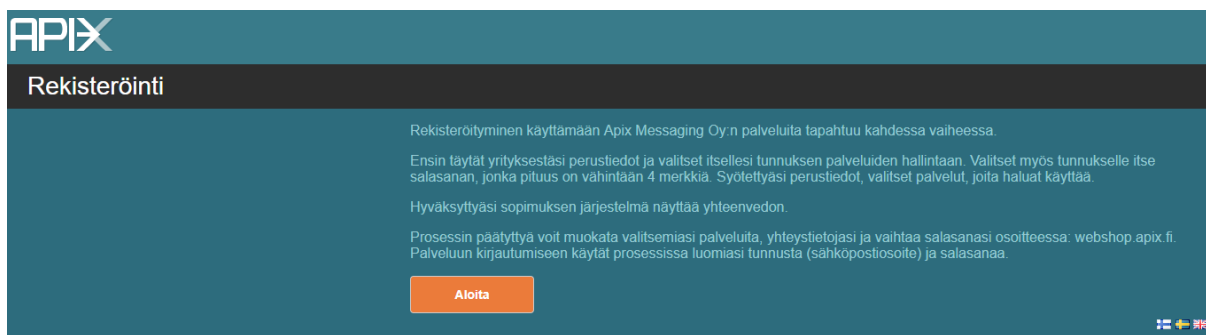 APIX
Rekisteröinti
Rekisteröityminen käyttämään Apix Messaging Oy:n palveluita tapahtuu kahdessa vaiheessa.
Ensin täytät yrityksestäsi perustiedot ja valitset itsellesi tunnuksen palveluiden hallintaan. Valitset myös tunnukselle itse
salasanan, jonka pituus on vähintään 4 merkkiä. Syötettyäsi perustiedot, valitset palvelut, joita haluat käyttää.
Hyväksyttyäsi sopimuksen järjestelmä näyttää yhteenvedon.
Prosessin päätyttyä voit muokata valitsemiasi palveluita, yhteystietojasi ja vaihtaa salasanasi osoitteessa: webshop.apix.fi.
Palveluun kirjautumiseen käytät prosessissa luomiasi tunnusta (sähköpostiosoite) ja salasanaa.
Aloita